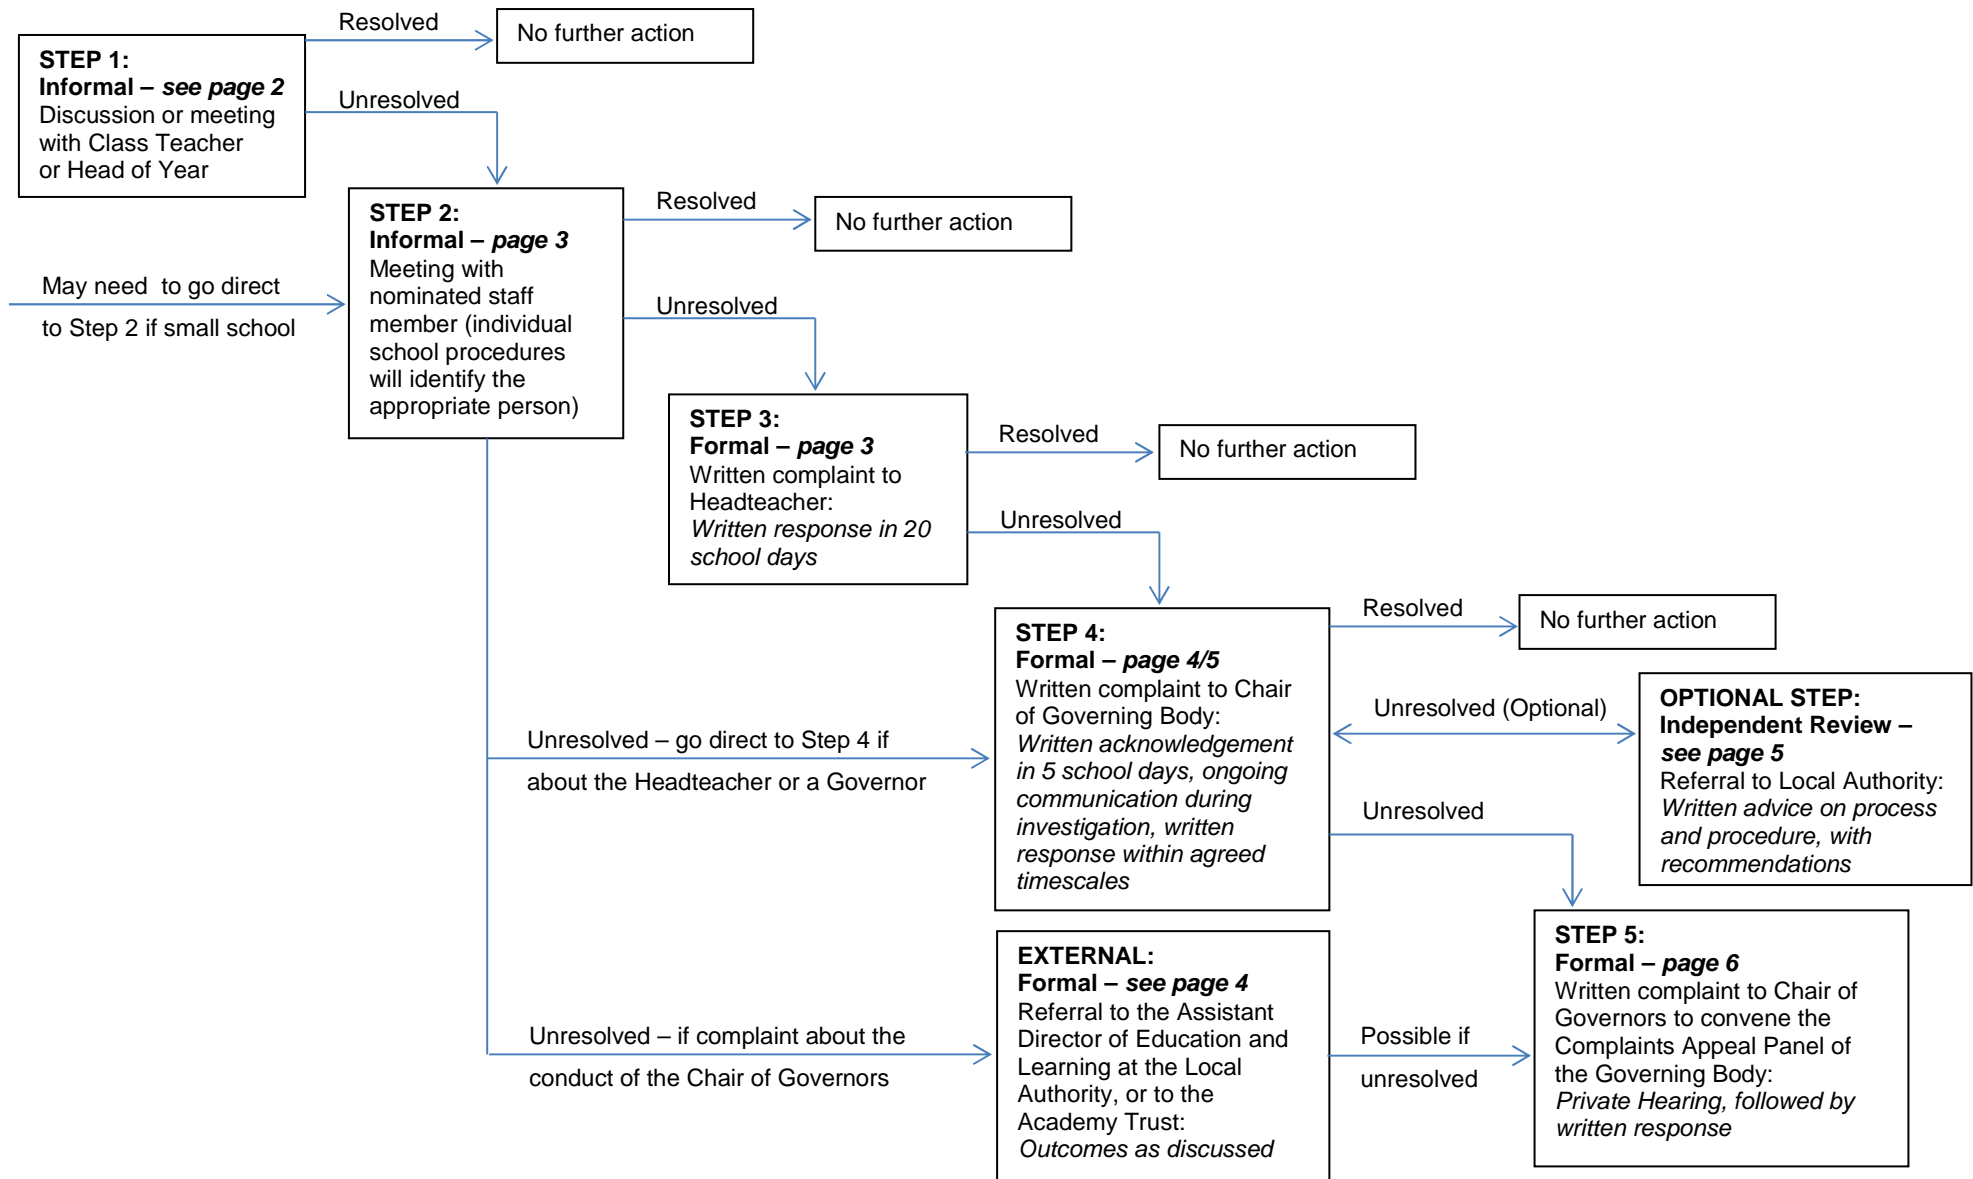 Resolved
No further action
STEP 1:
Informal – see page 2
Discussion or meeting
with Class Teacher
or Head of Year
Unresolved
STEP 2:
Informal – page 3
Meeting with
nominated staff
member (individual
school procedures
will identify the
appropriate person)
Resolved
No further action
May need  to go direct
to Step 2 if small school
Unresolved
STEP 3:
Formal – page 3
Written complaint to
Headteacher:
Written response in 20
school days
Resolved
No further action
Unresolved
STEP 4:
Formal – page 4/5
Written complaint to Chair
of Governing Body:
Written acknowledgement
in 5 school days, ongoing
communication during
investigation, written
response within agreed
timescales
Resolved
No further action
Unresolved (Optional)
OPTIONAL STEP:
Independent Review –
see page 5
Referral to Local Authority:
Written advice on process
and procedure, with
recommendations
Unresolved – go direct to Step 4 if
about the Headteacher or a Governor
Unresolved
EXTERNAL:
Formal – see page 4
Referral to the Assistant
Director of Education and
Learning at the Local
Authority, or to the
Academy Trust:
Outcomes as discussed
Unresolved – if complaint about the
conduct of the Chair of Governors
Possible if
unresolved
STEP 5:
Formal – page 6
Written complaint to Chair of
Governors to convene the
Complaints Appeal Panel of
the Governing Body:
Private Hearing, followed by
written response